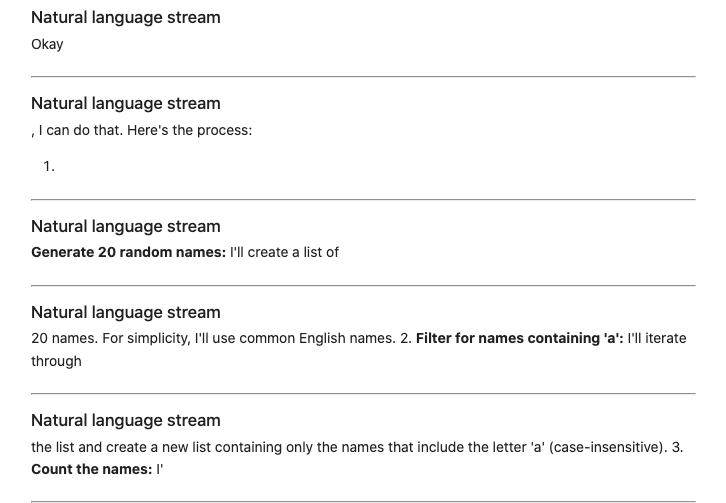 Natural language stream
Okay
Natural language stream
, I can do that. Here's the process:
1.
Natural language stream
Generate 20 random names: I'll create a list of
Natural language stream
20 names. For simplicity, I'll use common English names. 2. Filter for names containing 'a': I'll iterate
through
Natural language stream
the list and create a new list containing only the names that include the letter 'a' (case-insensitive). 3.
Count the names: I'